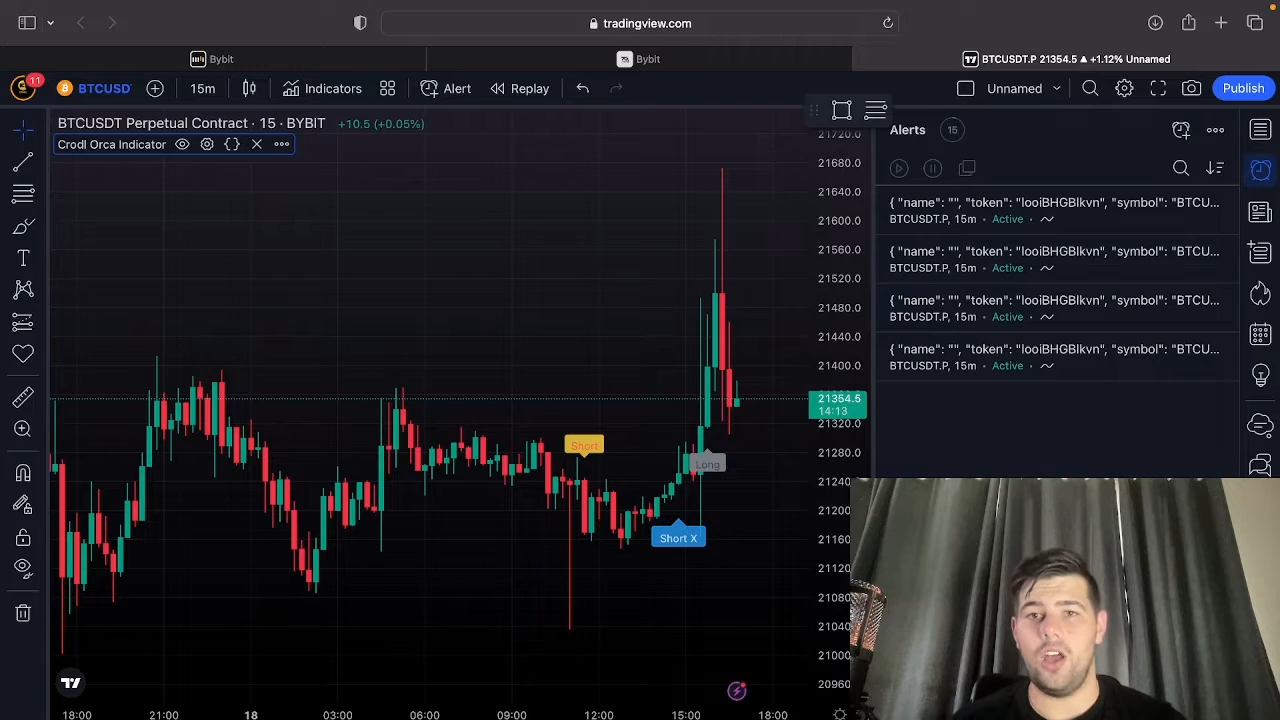 tradingview.com
Bybit
Bybit
BTCUSDT.P 21354.5 ▲ +1.12% Unnamed
11
BTCUSD
15m
Indicators
Alert
Replay
Unnamed
Publish
BTCUSDT Perpetual Contract · 15 · BYBIT
+10.5 (+0.05%)
Crodl Orca Indicator
Alerts
15
{ "name": "", "token": "looiBHGBlkvn", "symbol": "BTCU...
BTCUSDT.P, 15m • Active •
{ "name": "", "token": "looiBHGBlkvn", "symbol": "BTCU...
BTCUSDT.P, 15m • Active •
{ "name": "", "token": "looiBHGBlkvn", "symbol": "BTCU...
BTCUSDT.P, 15m • Active •
{ "name": "", "token": "looiBHGBlkvn", "symbol": "BTCU...
BTCUSDT.P, 15m • Active •
21720.0
21680.0
21640.0
21600.0
21560.0
21520.0
21480.0
21440.0
21400.0
21354.5
14:13
21320.0
21280.0
21240.0
21200.0
21160.0
21120.0
21080.0
21040.0
21000.0
20960.0
Short
Long
Short X
18:00
21:00
18
03:00
06:00
09:00
12:00
15:00
18:00